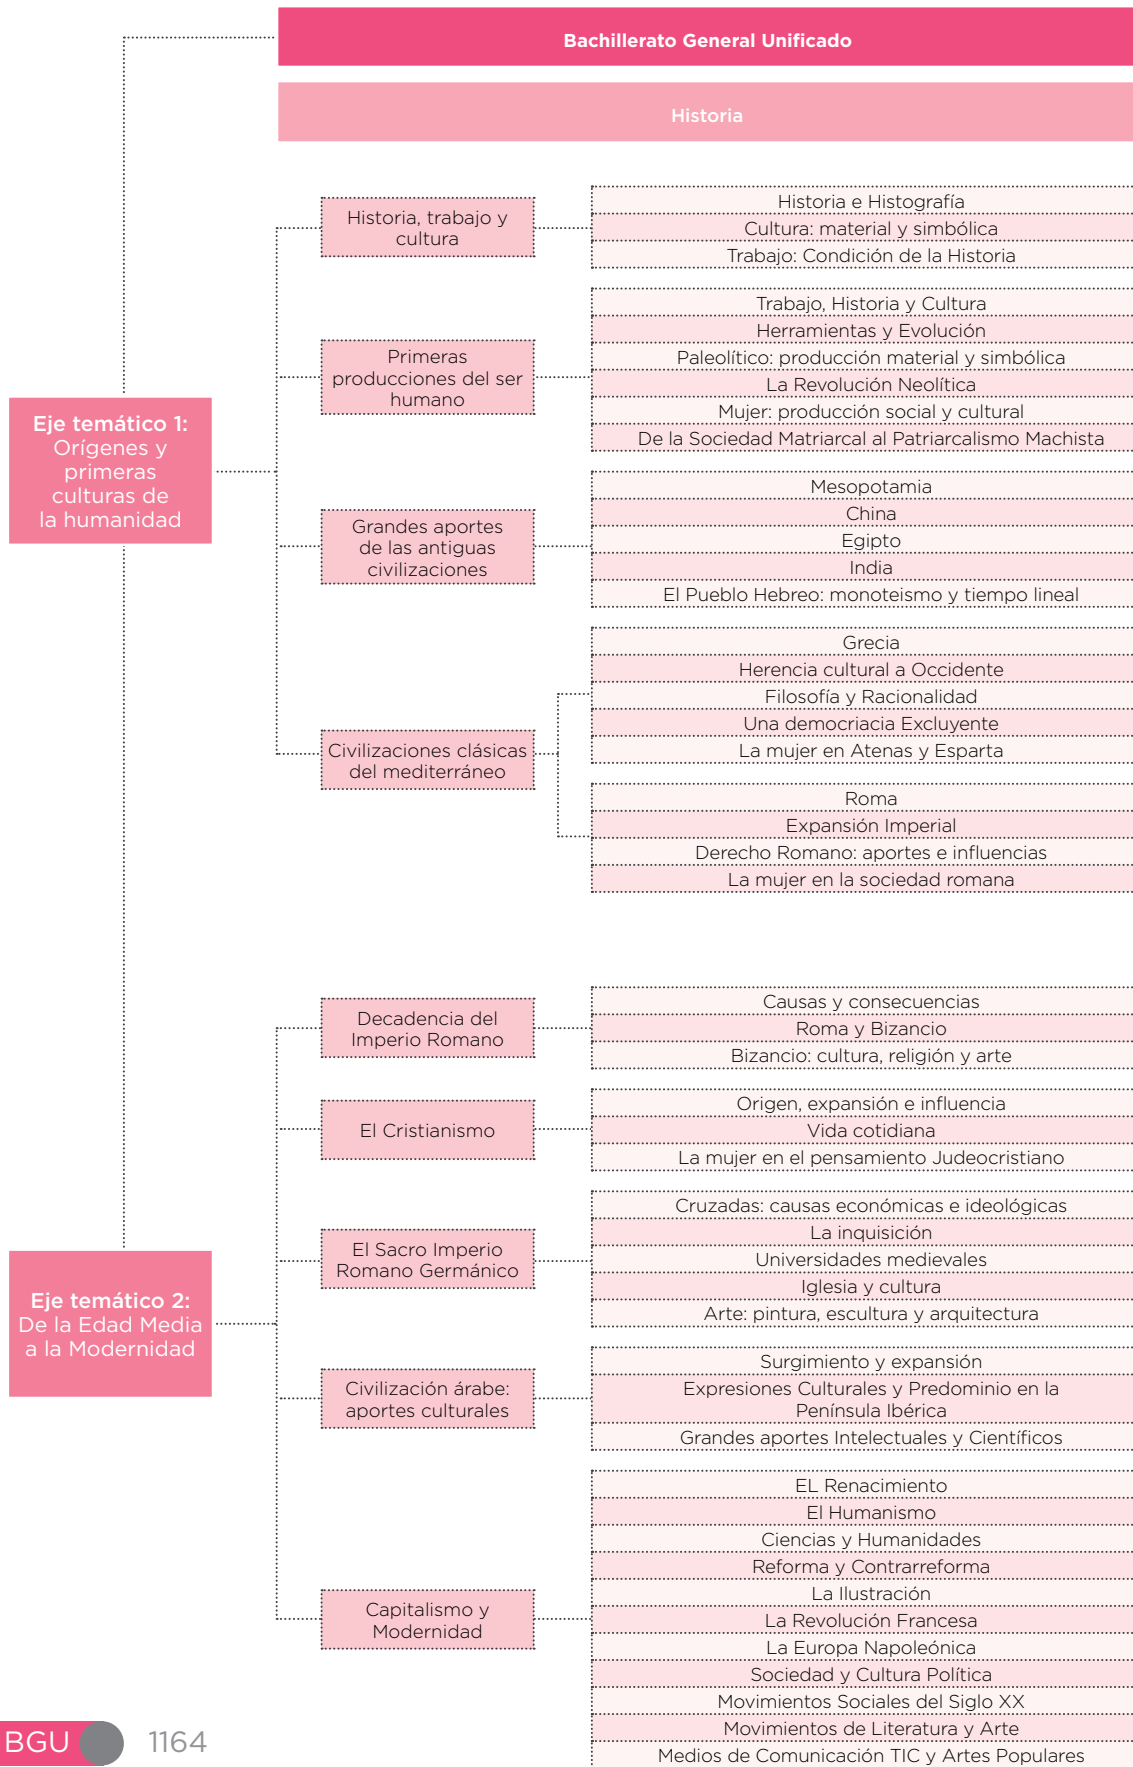 Bachillerato General Unificado
Historia
Eje temático 1:
Orígenes y
primeras
culturas de
la humanidad
Historia, trabajo y
cultura
Historia e Histografía
Cultura: material y simbólica
Trabajo: Condición de la Historia
Primeras
producciones del ser
humano
Trabajo, Historia y Cultura
Herramientas y Evolución
Paleolítico: producción material y simbólica
La Revolución Neolítica
Mujer: producción social y cultural
De la Sociedad Matriarcal al Patriarcalismo Machista
Grandes aportes
de las antiguas
civilizaciones
Mesopotamia
China
Egipto
India
El Pueblo Hebreo: monoteismo y tiempo lineal
Civilizaciones clásicas
del mediterráneo
Grecia
Herencia cultural a Occidente
Filosofía y Racionalidad
Una democriacia Excluyente
La mujer en Atenas y Esparta
Roma
Expansión Imperial
Derecho Romano: aportes e influencias
La mujer en la sociedad romana
Eje temático 2:
De la Edad Media
a la Modernidad
Decadencia del
Imperio Romano
Causas y consecuencias
Roma y Bizancio
Bizancio: cultura, religión y arte
El Cristianismo
Origen, expansión e influencia
Vida cotidiana
La mujer en el pensamiento Judeocristiano
El Sacro Imperio
Romano Germánico
Cruzadas: causas económicas e ideológicas
La inquisición
Universidades medievales
Iglesia y cultura
Arte: pintura, escultura y arquitectura
Civilización árabe:
aportes culturales
Surgimiento y expansión
Expresiones Culturales y Predominio en la
Península Ibérica
Grandes aportes Intelectuales y Científicos
Capitalismo y
Modernidad
EL Renacimiento
El Humanismo
Ciencias y Humanidades
Reforma y Contrarreforma
La Ilustración
La Revolución Francesa
La Europa Napoleónica
Sociedad y Cultura Política
Movimientos Sociales del Siglo XX
Movimientos de Literatura y Arte
Medios de Comunicación TIC y Artes Populares
BGU 1164